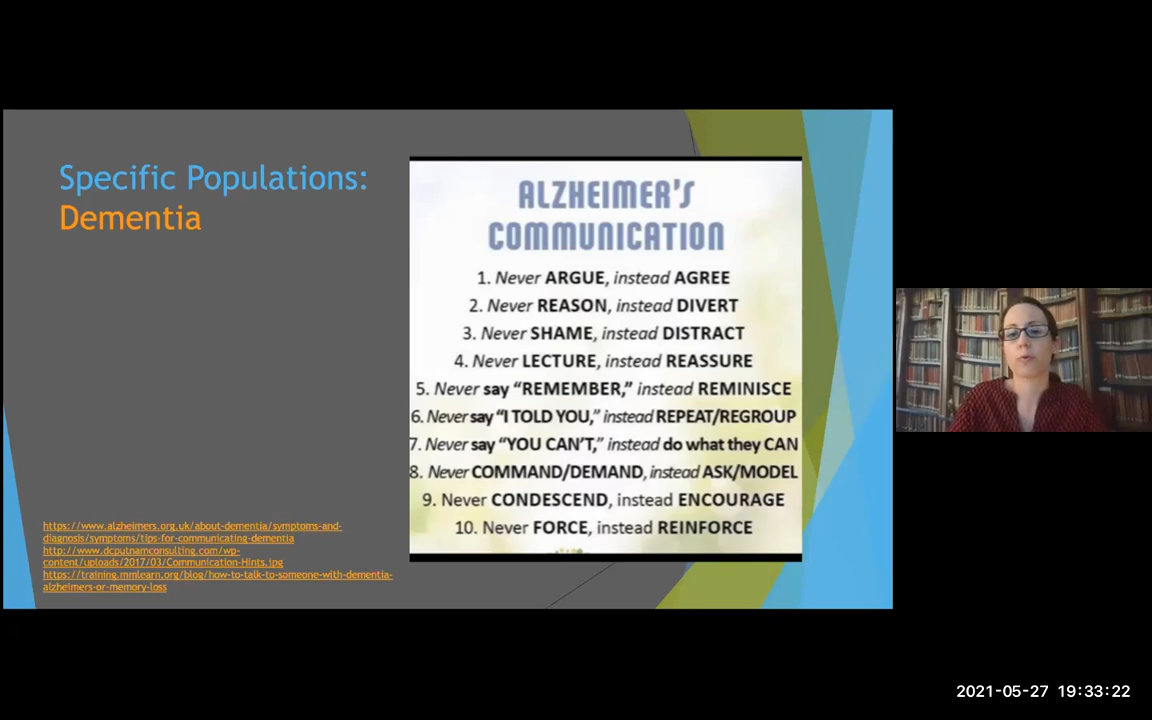 Specific Populations:
Dementia
ALZHEIMER'S
COMMUNICATION
1. Never ARGUE, instead AGREE
2. Never REASON, instead DIVERT
3. Never SHAME, instead DISTRACT
4. Never LECTURE, instead REASSURE
5. Never say “REMEMBER,” instead REMINISCE
6. Never say “I TOLD YOU,” instead REPEAT/REGROUP
7. Never say “YOU CAN’T,” instead do what they CAN
8. Never COMMAND/DEMAND, instead ASK/MODEL
9. Never CONDESCEND, instead ENCOURAGE
10. Never FORCE, instead REINFORCE
https://www.alzheimers.org.uk/about-dementia/symptoms-and-
diagnosis/symptoms/tips-for-communicating-dementia
http://www.dcputnamconsulting.com/wp-
content/uploads/2017/03/Communication-Hints.jpg
https://training.mmlearn.org/blog/how-to-talk-to-someone-with-dementia-
alzheimers-or-memory-loss
2021-05-27 19:33:22